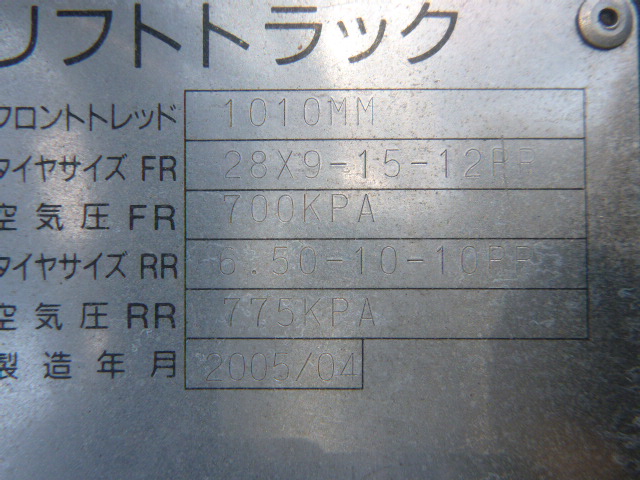 リフトトラック
フロントトレッド 1010MM
タイヤサイズ FR 28X9-15-12PR
空気圧 FR 700KPA
タイヤサイズ RR 6.50-10-10PR
空気圧 RR 775KPA
製造年月 2005/04